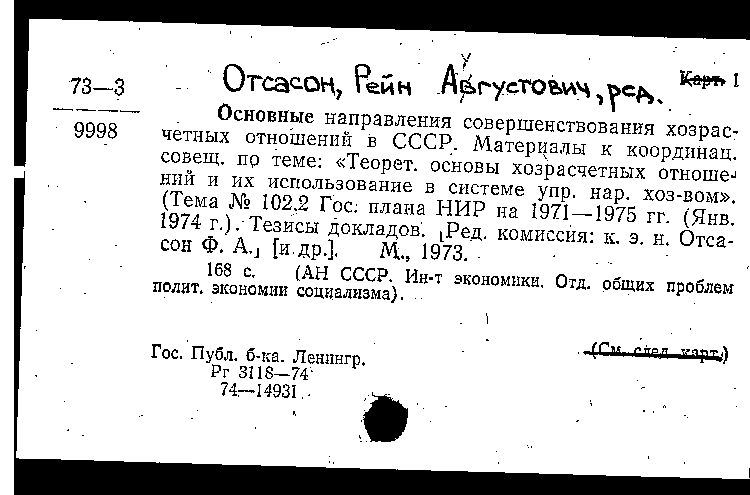 73—3
9998
Отсасон, Рейн Августович, ред.
Карт. 1
Основные направления совершенствования хозрас-
четных отношений в СССР. Материалы к координац.
совещ. по теме: «Теорет. основы хозрасчетных отноше-
ний и их использование в системе упр. нар. хоз-вом».
(Тема № 102.2 Гос. плана НИР на 1971—1975 гг. (Янв.
1974 г.). Тезисы докладов. [Ред. комиссия: к. э. н. Отса-
сон Ф. А.] [и др.]. М., 1973.
168 с. (АН СССР. Ин-т экономики. Отд. общих проблем
полит. экономии социализма).
(См. след. карт.)
Гос. Публ. б-ка. Ленингр.
Рг 3118—74
74—14931